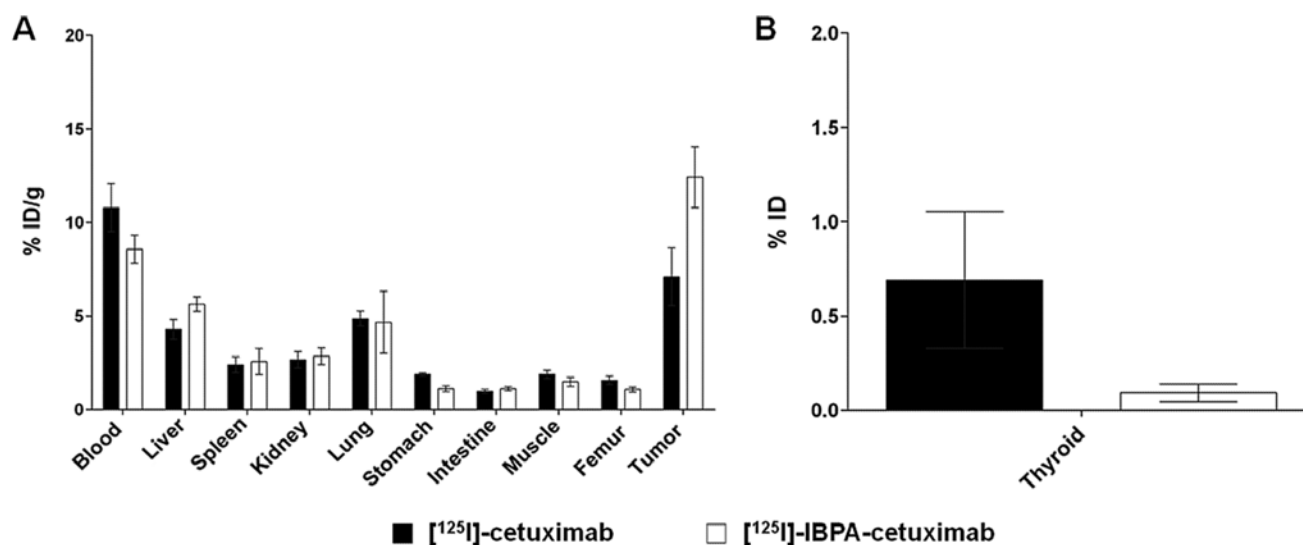 A
% ID/g
20
15
10
5
0
Blood
Liver
Spleen
Kidney
Lung
Stomach
Intestine
Muscle
Femur
Tumor
B
% ID
2.0
1.5
1.0
0.5
0.0
Thyroid
[¹²⁵I]-cetuximab
[¹²⁵I]-IBPA-cetuximab